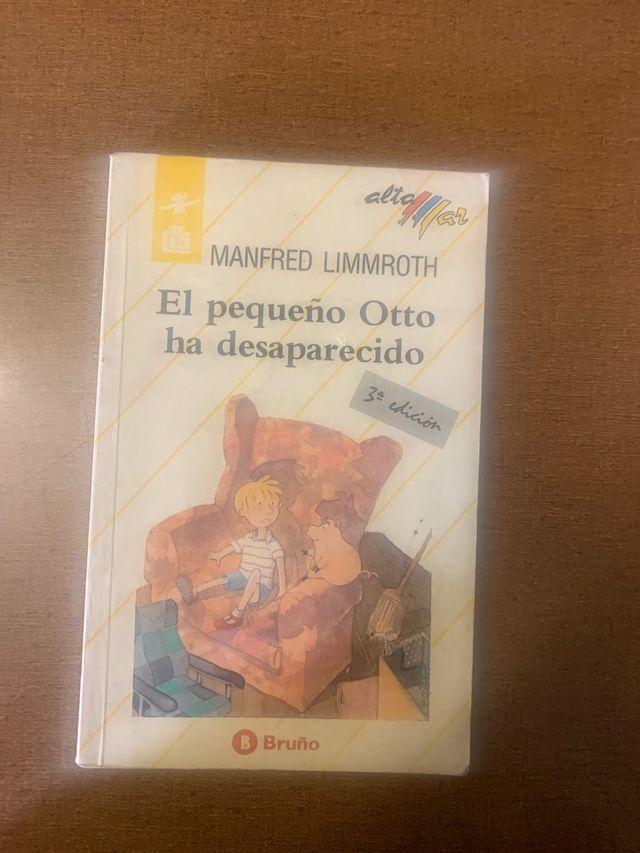 altamar
MANFRED LIMMROTH
El pequeño Otto
ha desaparecido
3ª edición
B Bruño